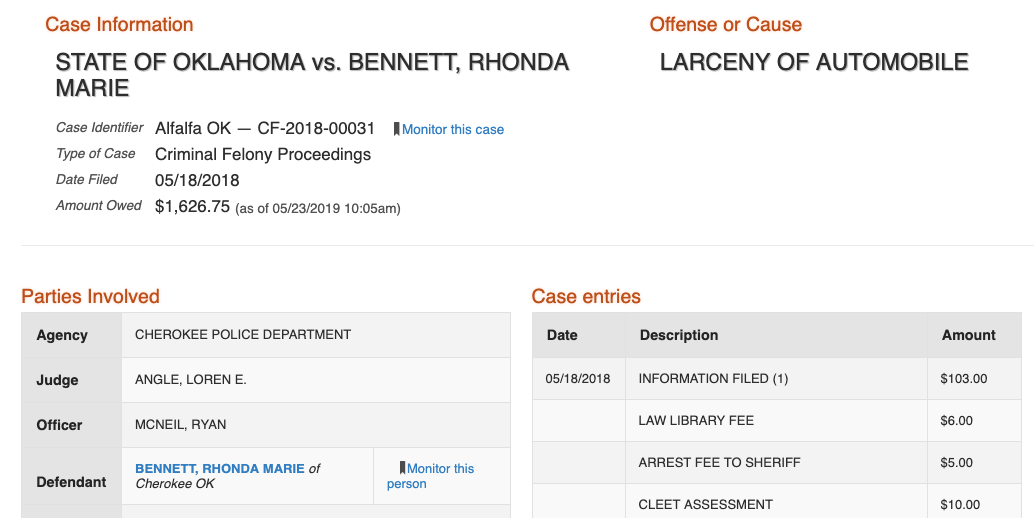 Case Information
STATE OF OKLAHOMA vs. BENNETT, RHONDA
MARIE
Case Identifier Alfalfa OK — CF-2018-00031 Monitor this case
Type of Case Criminal Felony Proceedings
Date Filed 05/18/2018
Amount Owed $1,626.75 (as of 05/23/2019 10:05am)
Offense or Cause
LARCENY OF AUTOMOBILE
Parties Involved
Agency CHEROKEE POLICE DEPARTMENT
Judge ANGLE, LOREN E.
Officer MCNEIL, RYAN
Defendant BENNETT, RHONDA MARIE of
Cherokee OK
Monitor this
person
Case entries
Date Description Amount
05/18/2018 INFORMATION FILED (1) $103.00
LAW LIBRARY FEE $6.00
ARREST FEE TO SHERIFF $5.00
CLEET ASSESSMENT $10.00